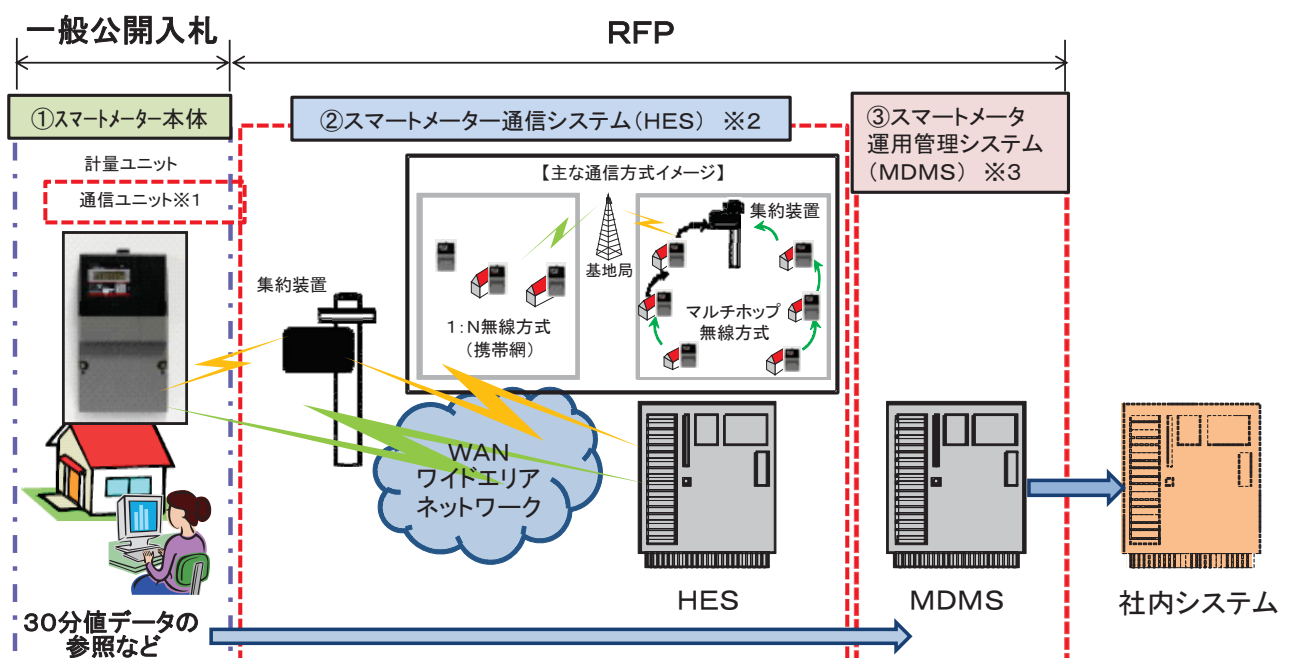 一般公開入札
RFP
①スマートメーター本体
②スマートメーター通信システム(HES) ※2
③スマートメータ
運用管理システム
(MDMS) ※3
計量ユニット
通信ユニット※1
【主な通信方式イメージ】
集約装置
基地局
1:N無線方式
(携帯網)
マルチホップ
無線方式
集約装置
WAN
ワイドエリア
ネットワーク
HES
MDMS
社内システム
30分値データの
参照など